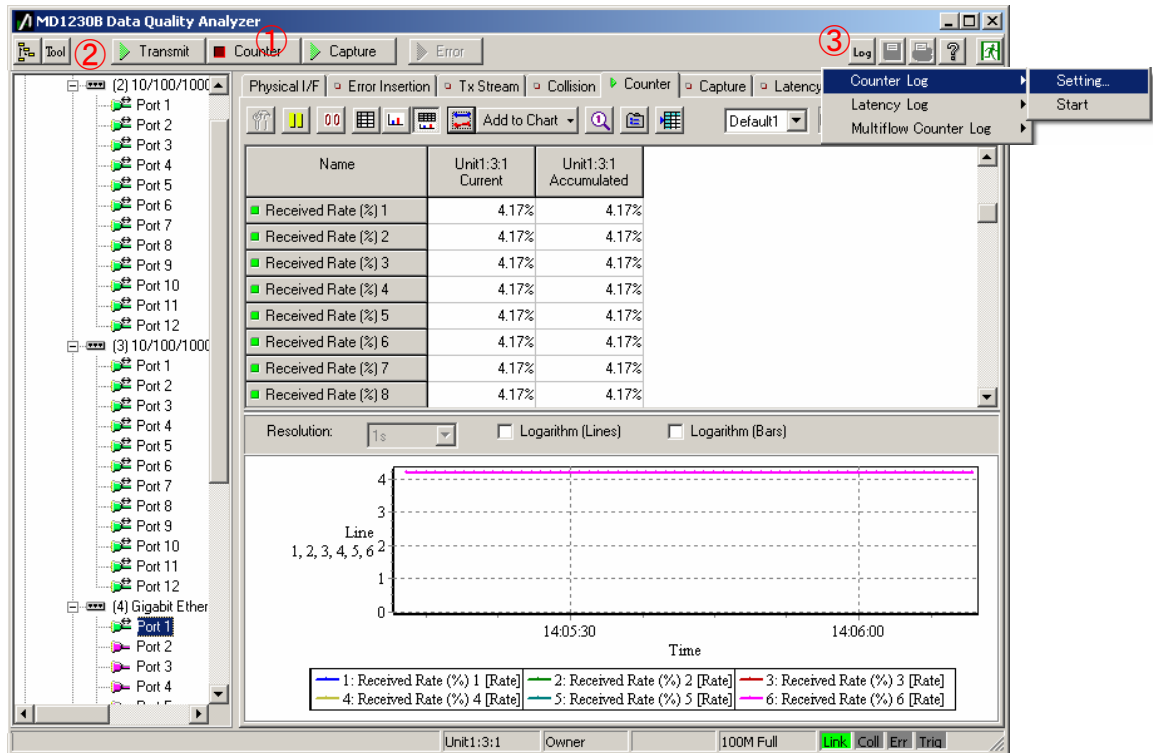 MD1230B Data Quality Analyzer
Tool ② Transmit Counter ① Capture Error ③ Log
Counter Log Setting...
Latency Log Start
Multiflow Counter Log
Physical I/F Error Insertion Tx Stream Collision Counter Capture Latency
Add to Chart Default1
(2) 10/100/1000
Port 1
Port 2
Port 3
Port 4
Port 5
Port 6
Port 7
Port 8
Port 9
Port 10
Port 11
Port 12
(3) 10/100/1000
Port 1
Port 2
Port 3
Port 4
Port 5
Port 6
Port 7
Port 8
Port 9
Port 10
Port 11
Port 12
(4) Gigabit Ether
Port 1
Port 2
Port 3
Port 4
Name Unit1:3:1 Current Unit1:3:1 Accumulated
Received Rate (%) 1 4.17% 4.17%
Received Rate (%) 2 4.17% 4.17%
Received Rate (%) 3 4.17% 4.17%
Received Rate (%) 4 4.17% 4.17%
Received Rate (%) 5 4.17% 4.17%
Received Rate (%) 6 4.17% 4.17%
Received Rate (%) 7 4.17% 4.17%
Received Rate (%) 8 4.17% 4.17%
Resolution: 1s Logarithm (Lines) Logarithm (Bars)
4
3
Line
1, 2, 3, 4, 5, 6
2
1
0
14:05:30 14:06:00
Time
1: Received Rate (%) 1 [Rate] 2: Received Rate (%) 2 [Rate] 3: Received Rate (%) 3 [Rate]
4: Received Rate (%) 4 [Rate] 5: Received Rate (%) 5 [Rate] 6: Received Rate (%) 6 [Rate]
Unit1:3:1 Owner 100M Full Link Coll Err Trig